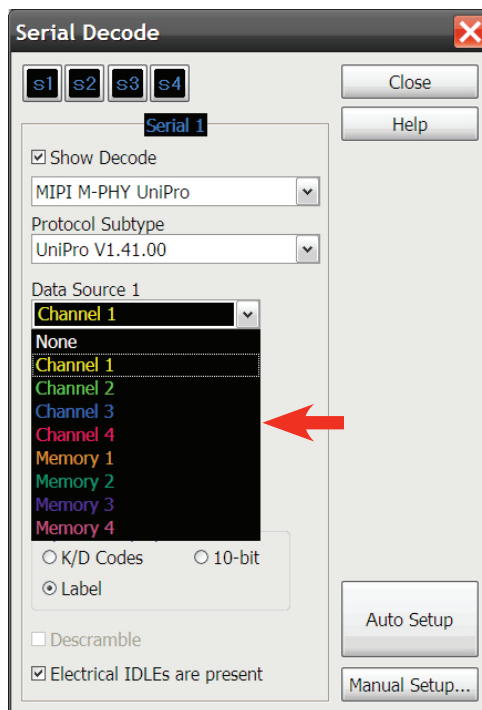 Serial Decode
s1 s2 s3 s4
Close
Serial 1
Help
Show Decode
MIPI M-PHY UniPro
Protocol Subtype
UniPro V1.41.00
Data Source 1
Channel 1
None
Channel 1
Channel 2
Channel 3
Channel 4
Memory 1
Memory 2
Memory 3
Memory 4
K/D Codes 10-bit
Label
Auto Setup
Descramble
Electrical IDLEs are present
Manual Setup...